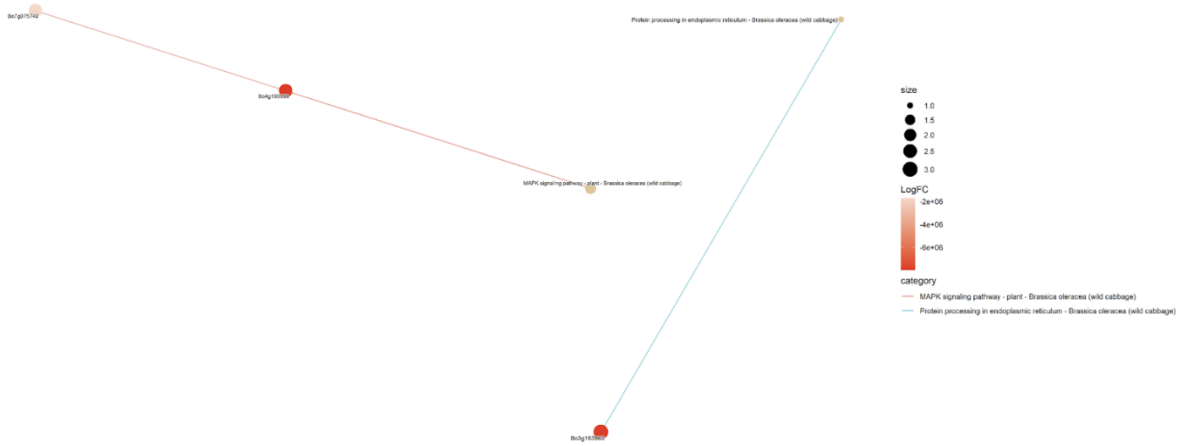 Protein processing in endoplasmic reticulum - Brassica oleracea (wild cabbage)
MAPK signaling pathway - plant - Brassica oleracea (wild cabbage)
size
1.0
1.5
2.0
2.5
3.0
LogFC
-2e+06
-4e+06
-6e+06
category
MAPK signaling pathway - plant - Brassica oleracea (wild cabbage)
Protein processing in endoplasmic reticulum - Brassica oleracea (wild cabbage)